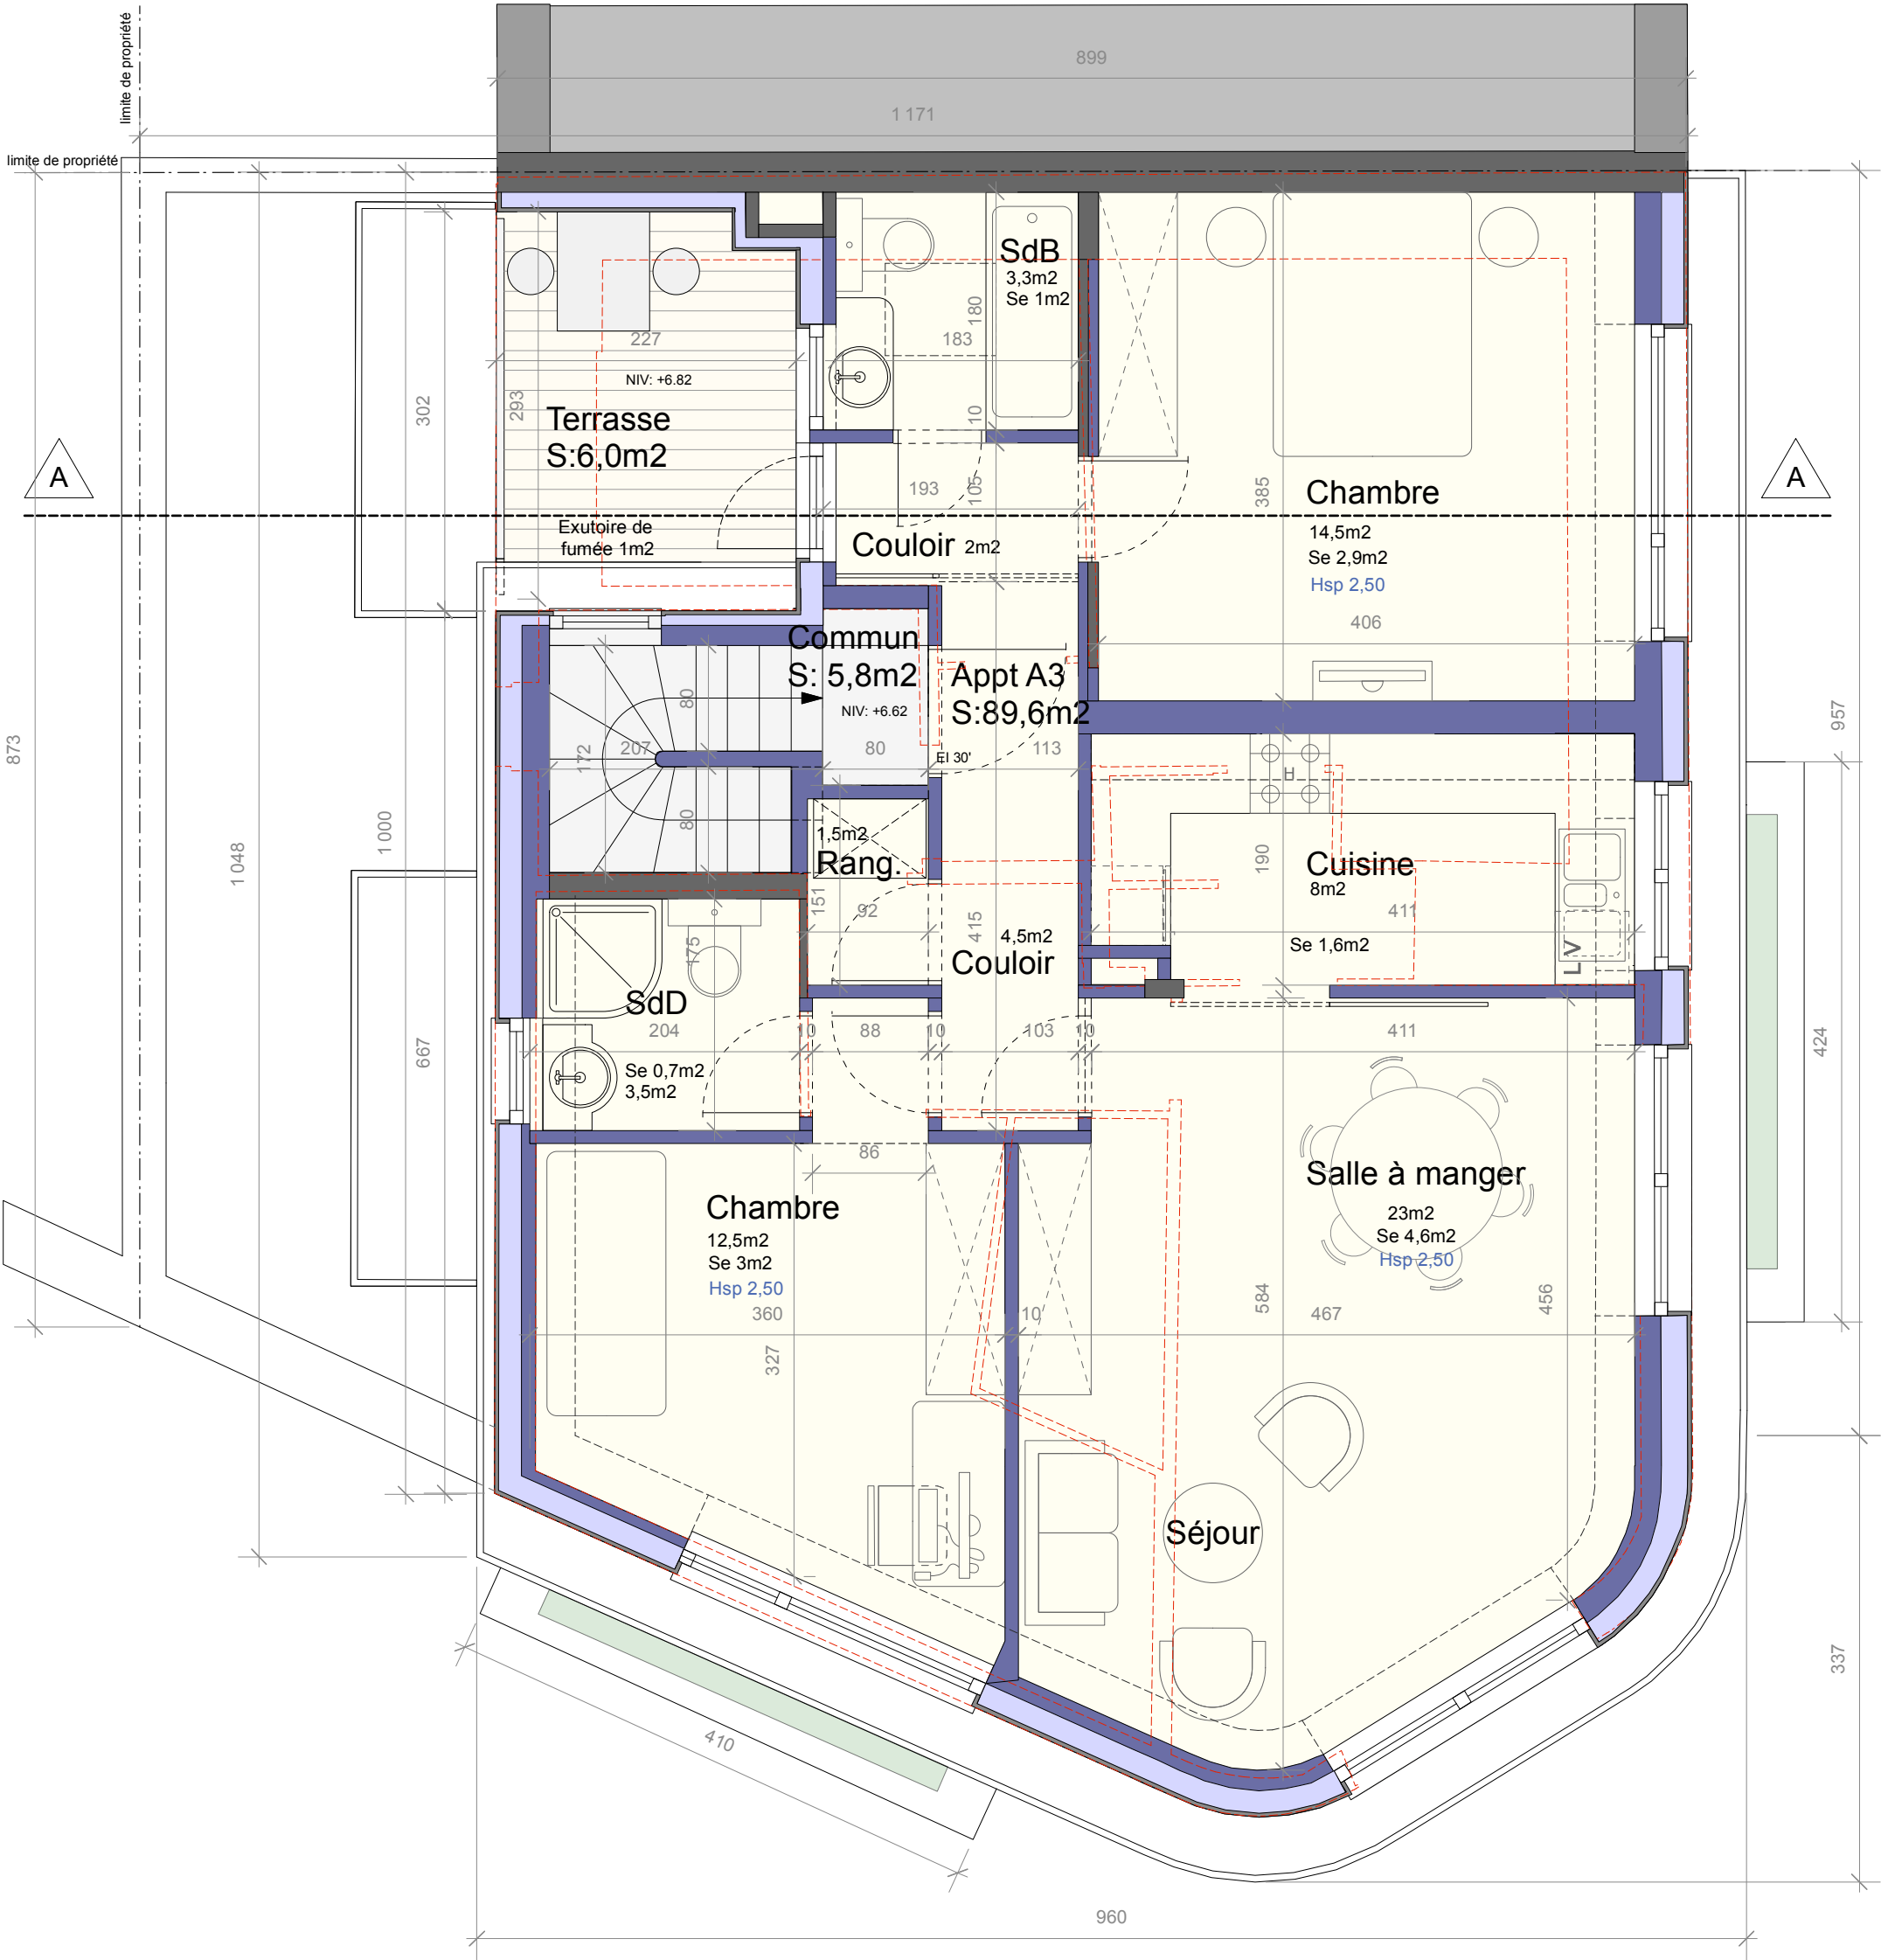 limite de propriété
limite de propriété
899
1 171
SdB
3,3m2
Se 1m2
180
183
10
227
NIV: +6.82
302
293
Terrasse
S:6,0m2
A
A
Exutoire de
fumée 1m2
193
105
Couloir 2m2
385
Chambre
14,5m2
Se 2,9m2
Hsp 2,50
406
Commun
S: 5,8m2
NIV: +6.62
Appt A3
S:89,6m2
EI 30'
80
172
207
80
113
80
873
1 048
1 000
957
H
1,5m2
Rang.
151
92
415
4,5m2
Couloir
190
Cuisine
8m2
411
Se 1,6m2
LV
175
SdD
204
10
88
10
103
10
411
Se 0,7m2
3,5m2
667
424
86
Chambre
12,5m2
Se 3m2
Hsp 2,50
360
327
10
Salle à manger
23m2
Se 4,6m2
Hsp 2,50
584
467
456
Séjour
337
410
960